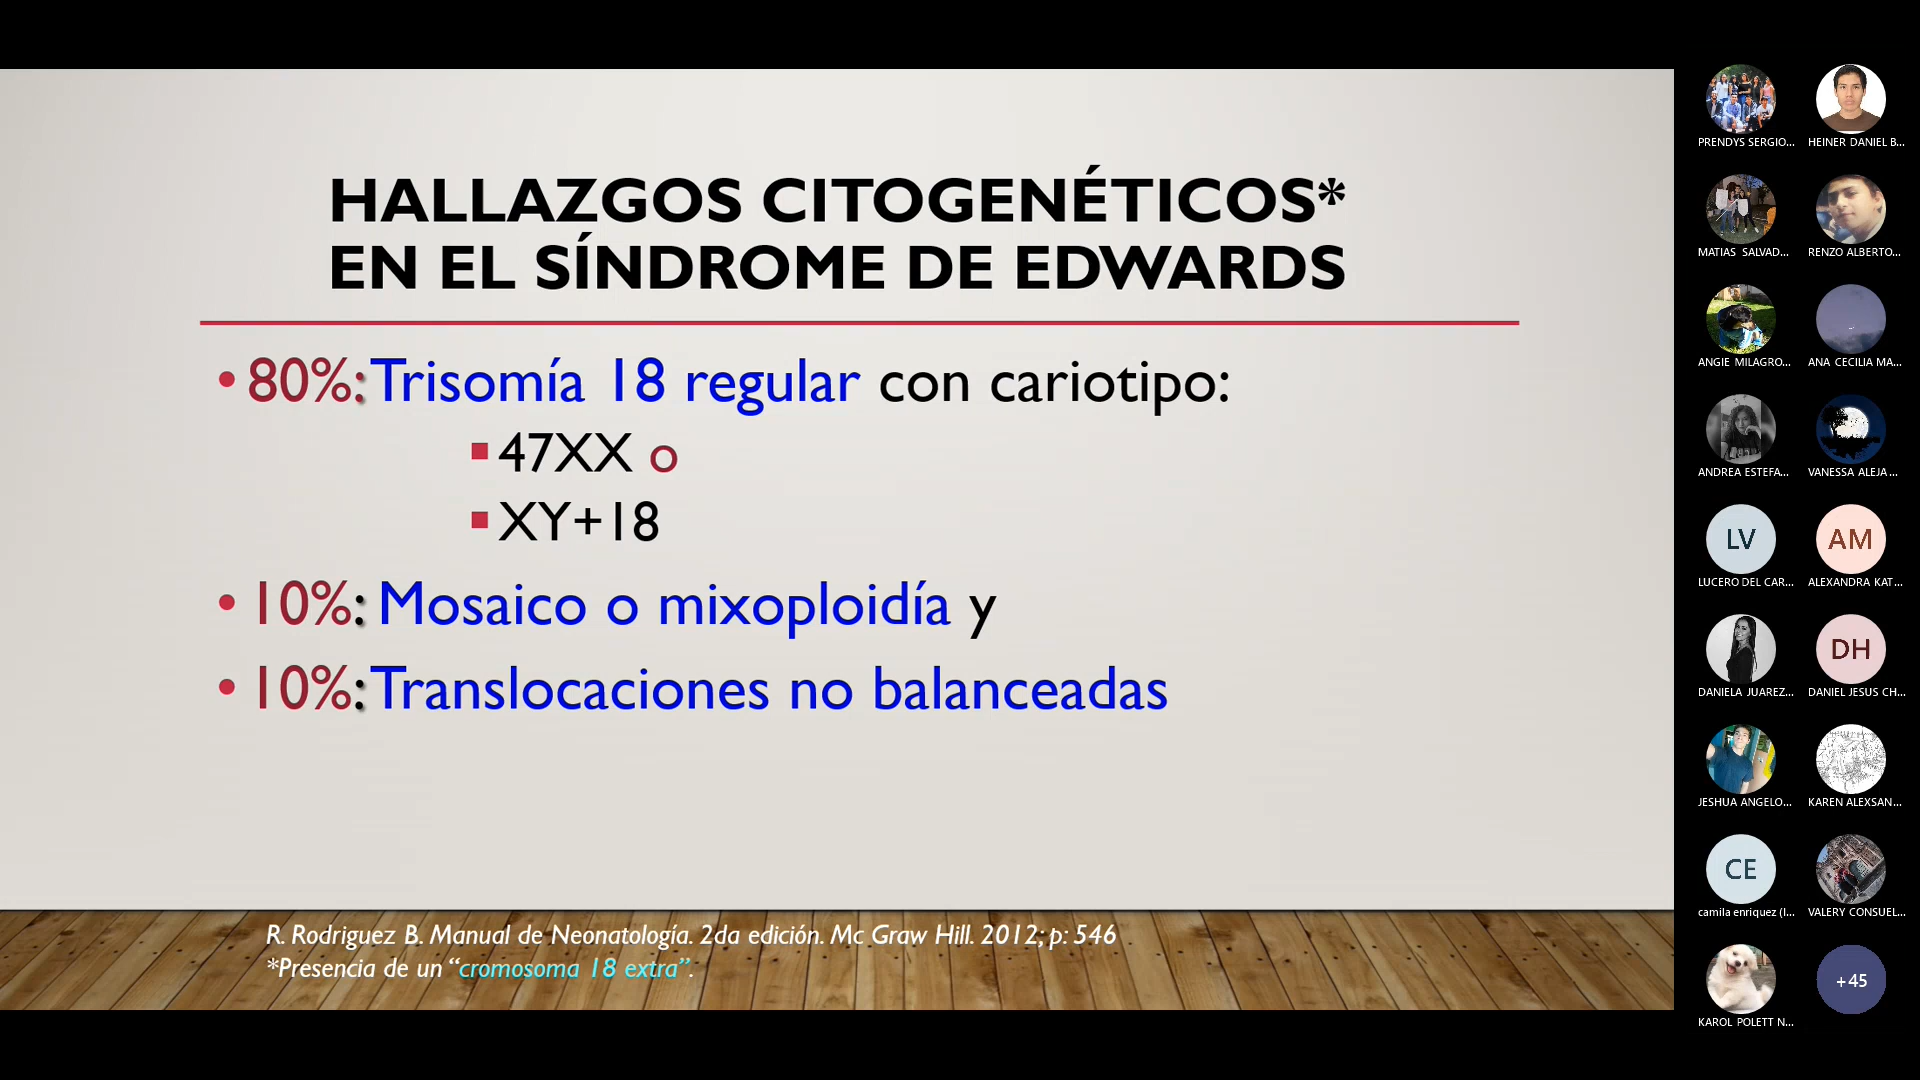 HALLAZGOS CITOGENÉTICOS*
EN EL SÍNDROME DE EDWARDS
• 80%: Trisomía 18 regular con cariotipo:
▪ 47XX o
▪ XY+18
• 10%: Mosaico o mixoploidía y
• 10%: Translocaciones no balanceadas
R. Rodriguez B. Manual de Neonatología. 2da edición. Mc Graw Hill. 2012; p: 546
*Presencia de un “cromosoma 18 extra”.
PRENDYS SERGIO...
HEINER DANIEL B...
MATIAS SALVAD...
RENZO ALBERTO...
ANGIE MILAGRO...
ANA CECILIA MA...
ANDREA ESTEFA...
VANESSA ALEJA...
LV
AM
LUCERO DEL CAR...
ALEXANDRA KAT...
DH
DANIELA JUAREZ...
DANIEL JESUS CH...
JESHUA ANGELO...
KAREN ALEXSAN...
CE
camila enriquez (I...
VALERY CONSUEL...
+45
KAROL POLETT N...